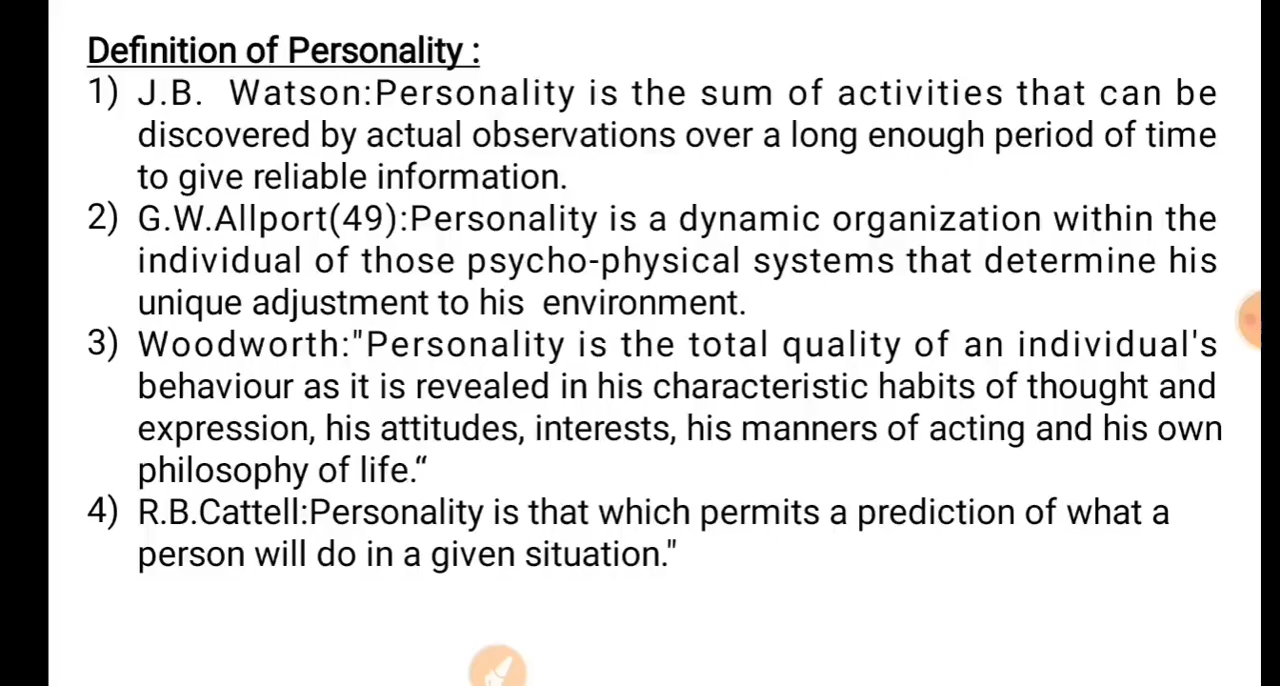 Definition of Personality :
1) J.B. Watson:Personality is the sum of activities that can be
discovered by actual observations over a long enough period of time
to give reliable information.
2) G.W.Allport(49):Personality is a dynamic organization within the
individual of those psycho-physical systems that determine his
unique adjustment to his environment.
3) Woodworth:"Personality is the total quality of an individual's
behaviour as it is revealed in his characteristic habits of thought and
expression, his attitudes, interests, his manners of acting and his own
philosophy of life.“
4) R.B.Cattell:Personality is that which permits a prediction of what a
person will do in a given situation."